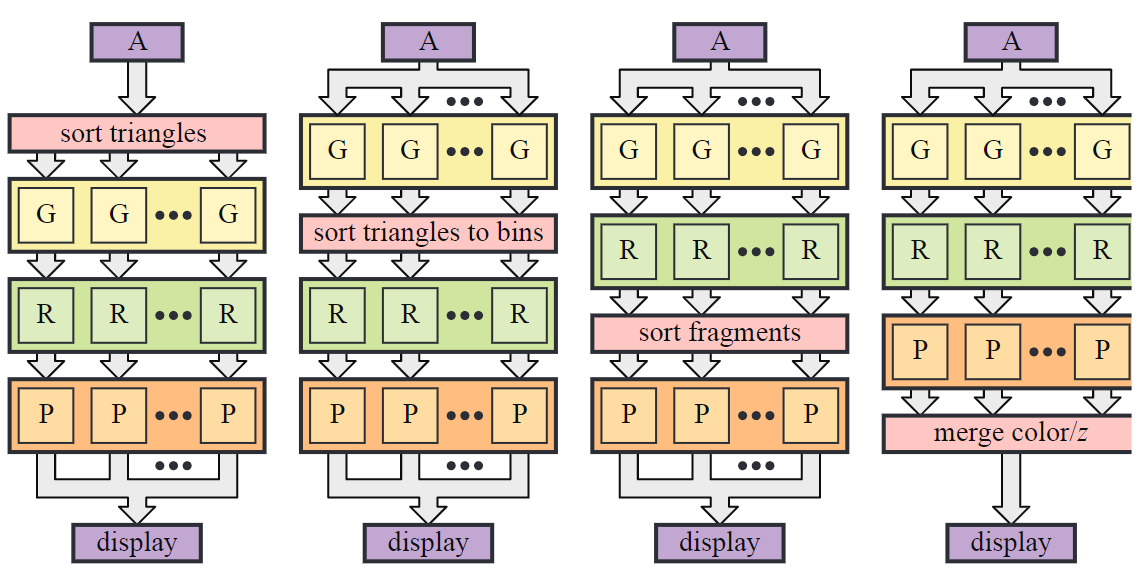 A
sort triangles
G G ••• G
R R ••• R
P P ••• P
•••
display
A
•••
G G ••• G
sort triangles to bins
R R ••• R
P P ••• P
•••
display
A
•••
G G ••• G
R R ••• R
sort fragments
P P ••• P
•••
display
A
•••
G G ••• G
R R ••• R
P P ••• P
merge color/z
display